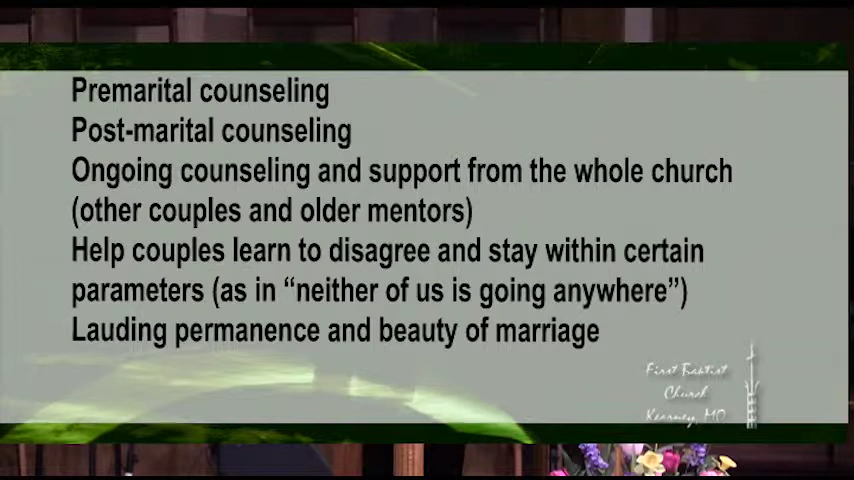 Premarital counseling
Post-marital counseling
Ongoing counseling and support from the whole church
(other couples and older mentors)
Help couples learn to disagree and stay within certain
parameters (as in “neither of us is going anywhere”)
Lauding permanence and beauty of marriage
First Baptist
Church
Kearney, MO